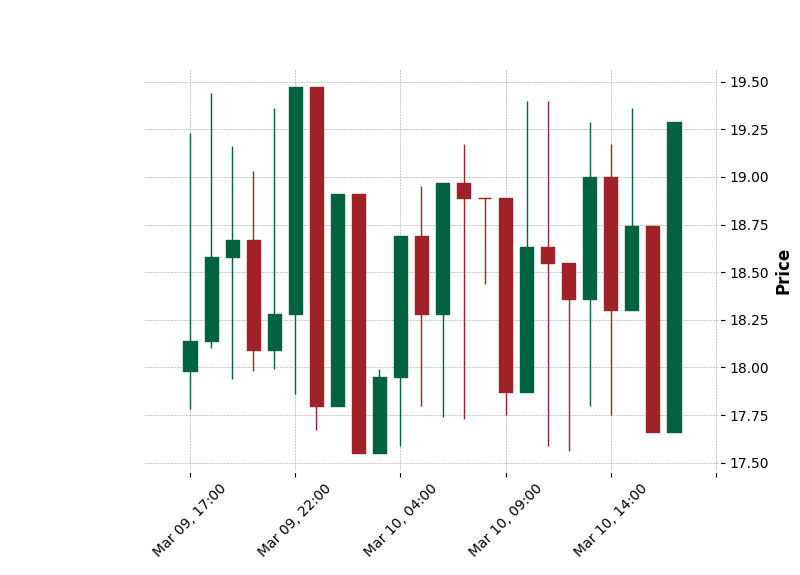 19.50
19.25
19.00
18.75
18.50
18.25
18.00
17.75
17.50
Price
Mar 09, 17:00
Mar 09, 22:00
Mar 10, 04:00
Mar 10, 09:00
Mar 10, 14:00